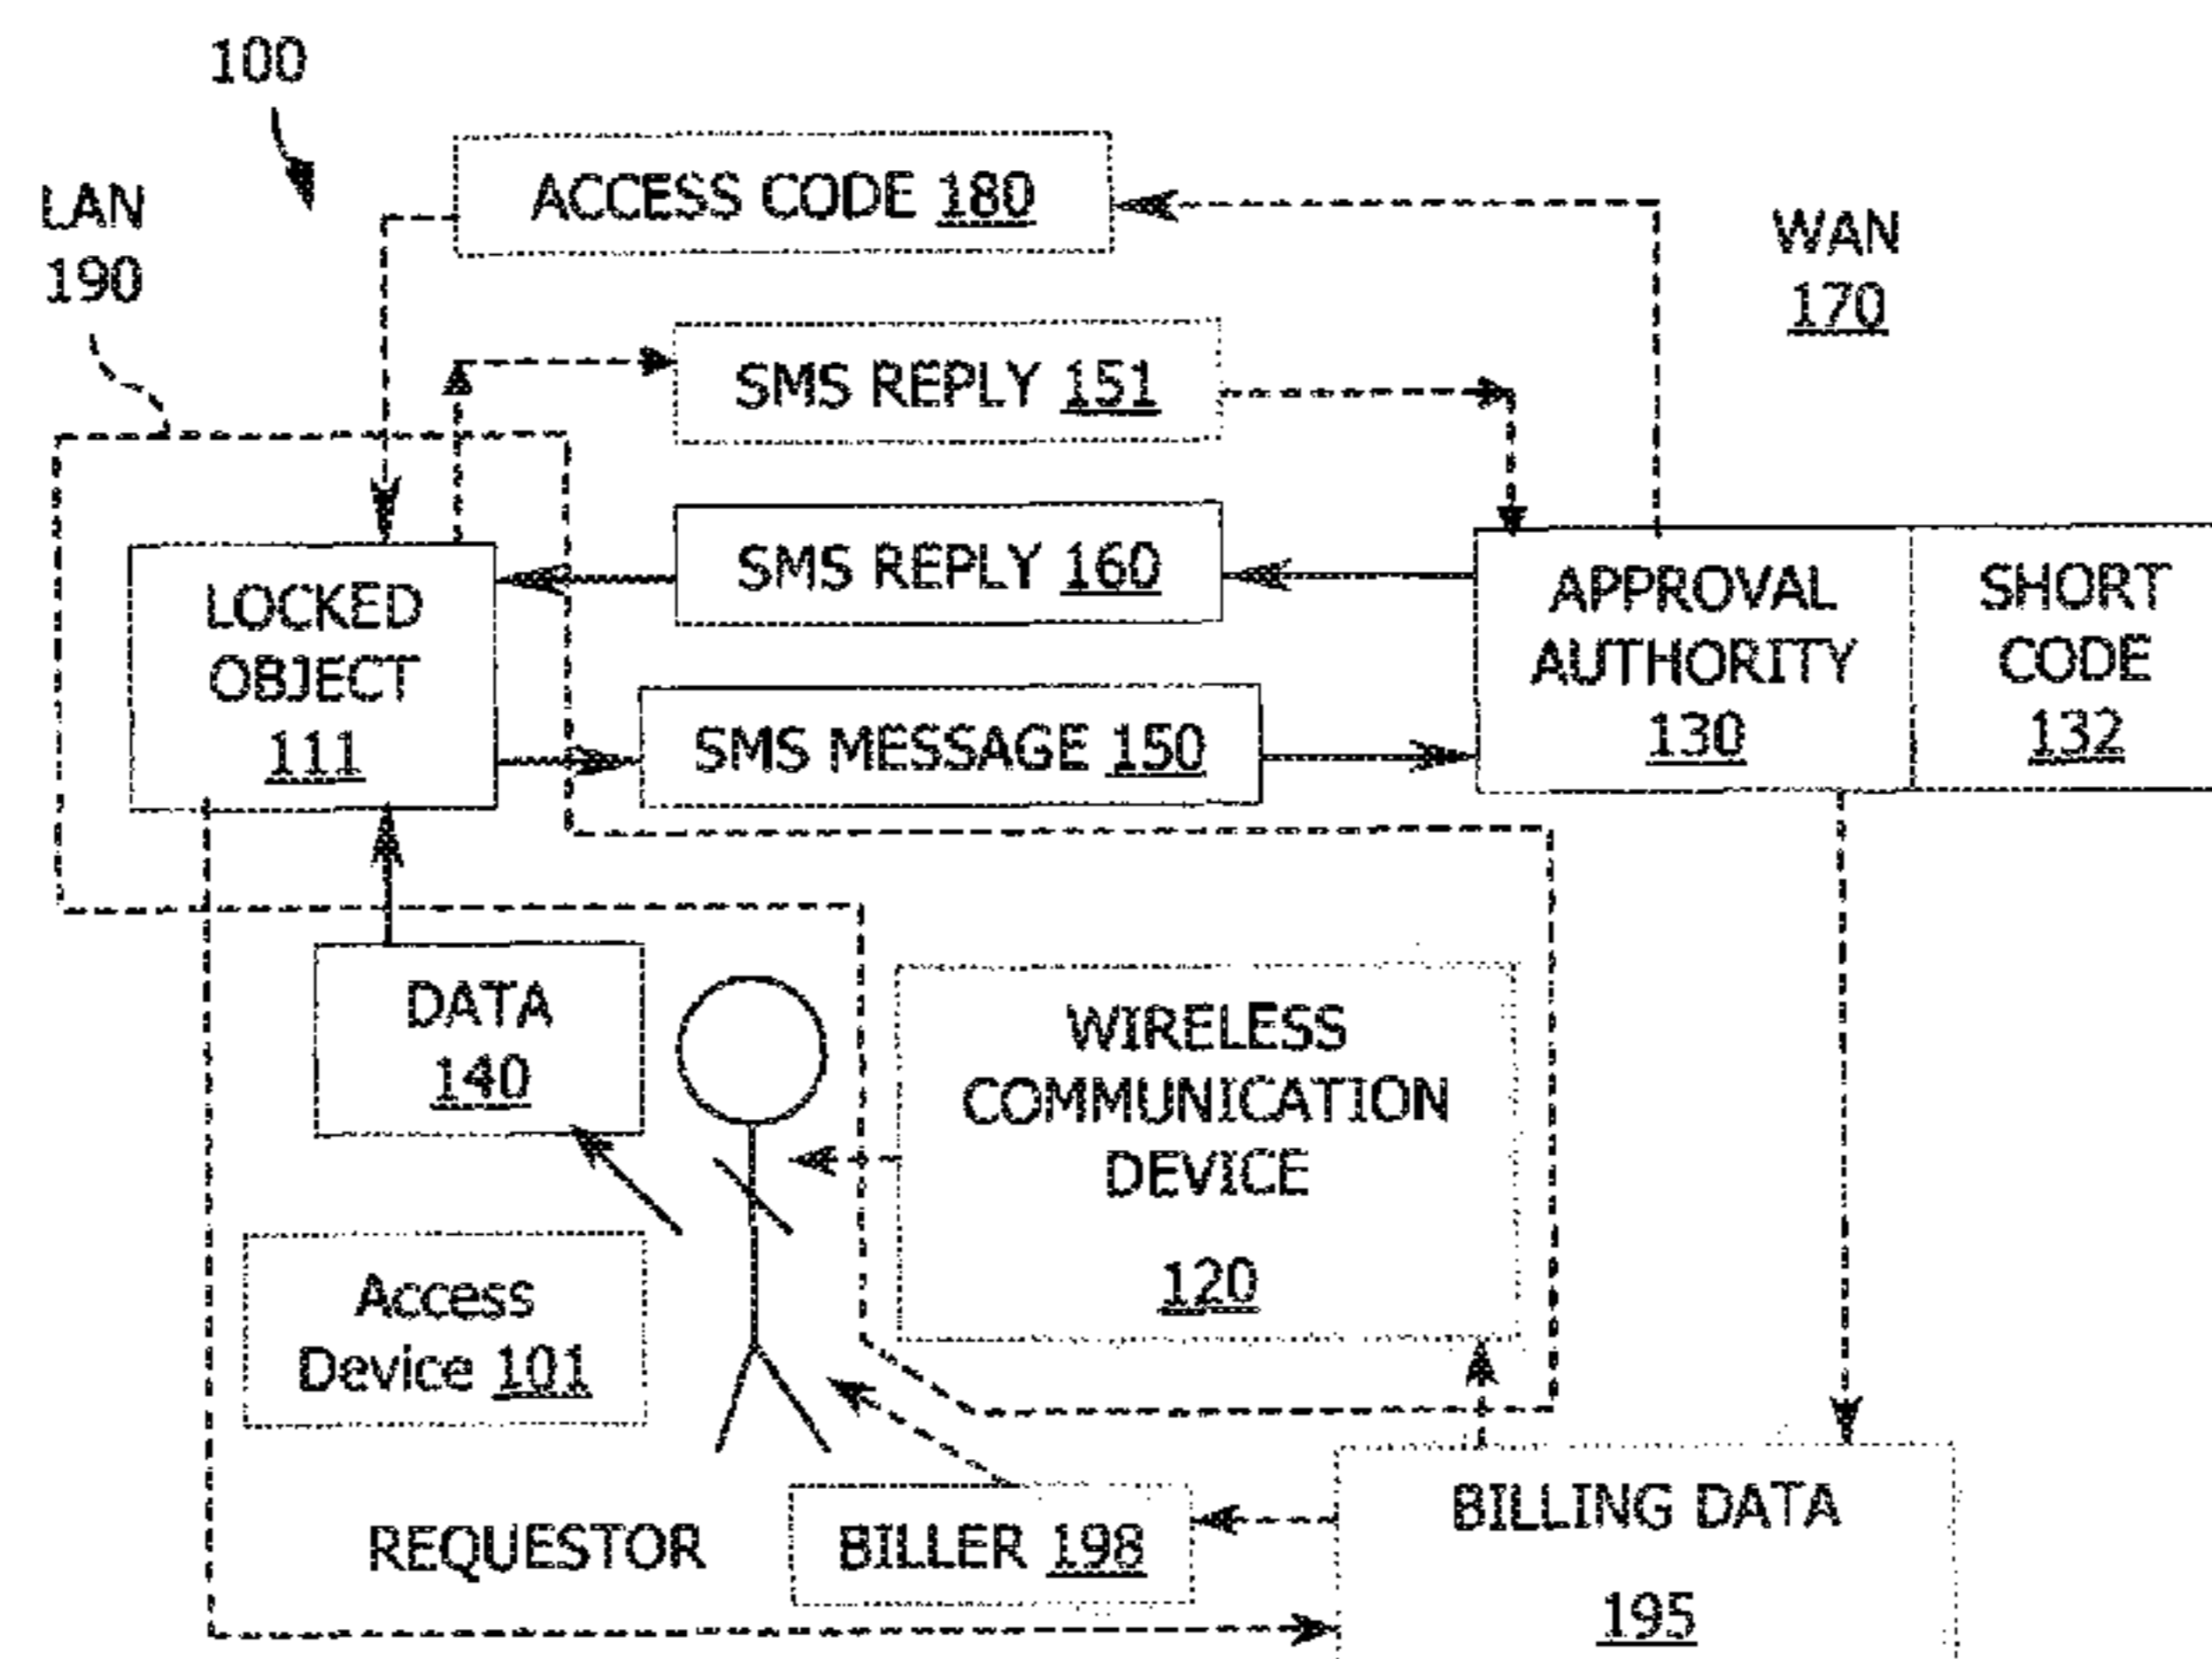 100
LAN
190
ACCESS CODE 180
WAN
170
SMS REPLY 151
SMS REPLY 160
LOCKED
OBJECT
111
SMS MESSAGE 150
APPROVAL
AUTHORITY
130
SHORT
CODE
132
DATA
140
WIRELESS
COMMUNICATION
DEVICE
120
Access
Device 101
REQUESTOR
BILLER 198
BILLING DATA
195